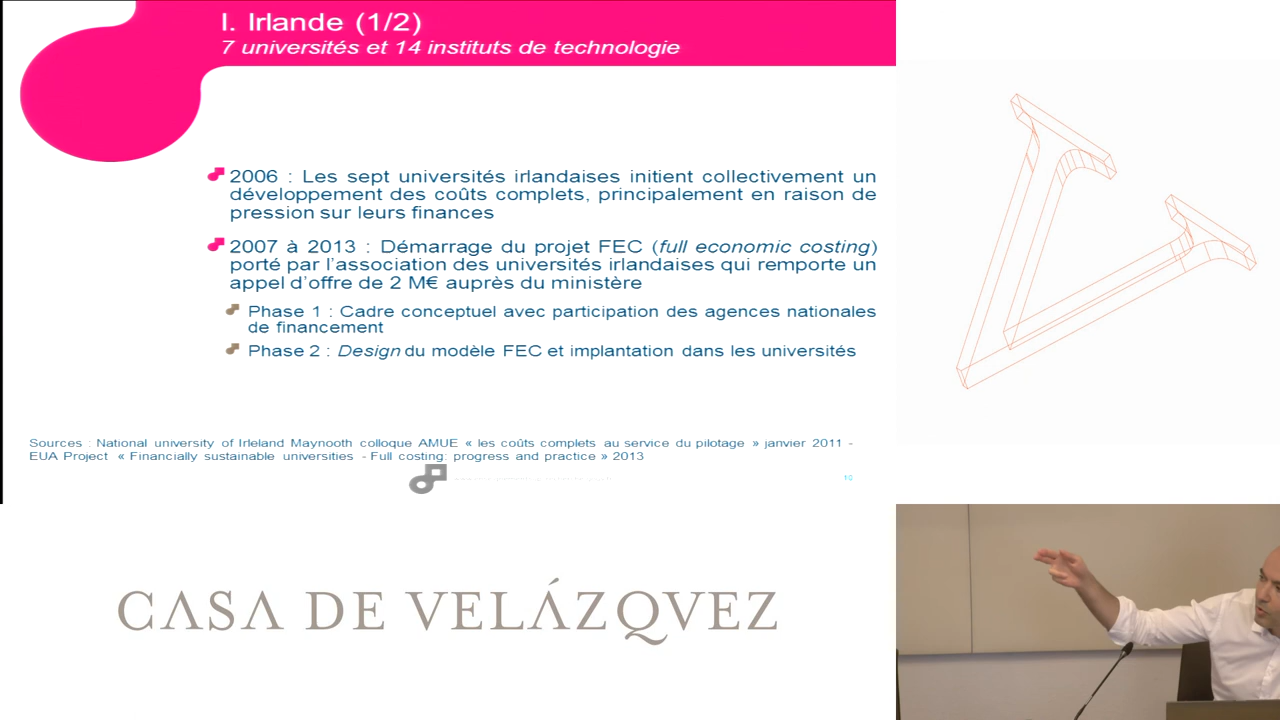 I. Irlande (1/2)
7 universités et 14 instituts de technologie
2006 : Les sept universités irlandaises initient collectivement un
développement des coûts complets, principalement en raison de
pression sur leurs finances
2007 à 2013 : Démarrage du projet FEC (full economic costing)
porté par l'association des universités irlandaises qui remporte un
appel d'offre de 2 M€ auprès du ministère
Phase 1 : Cadre conceptuel avec participation des agences nationales
de financement
Phase 2 : Design du modèle FEC et implantation dans les universités
Sources : National university of Irleland Maynooth colloque AMUE « les coûts complets au service du pilotage » janvier 2011 -
EUA Project « Financially sustainable universities - Full costing: progress and practice » 2013
10
CASA DE VELÁZQVEZ